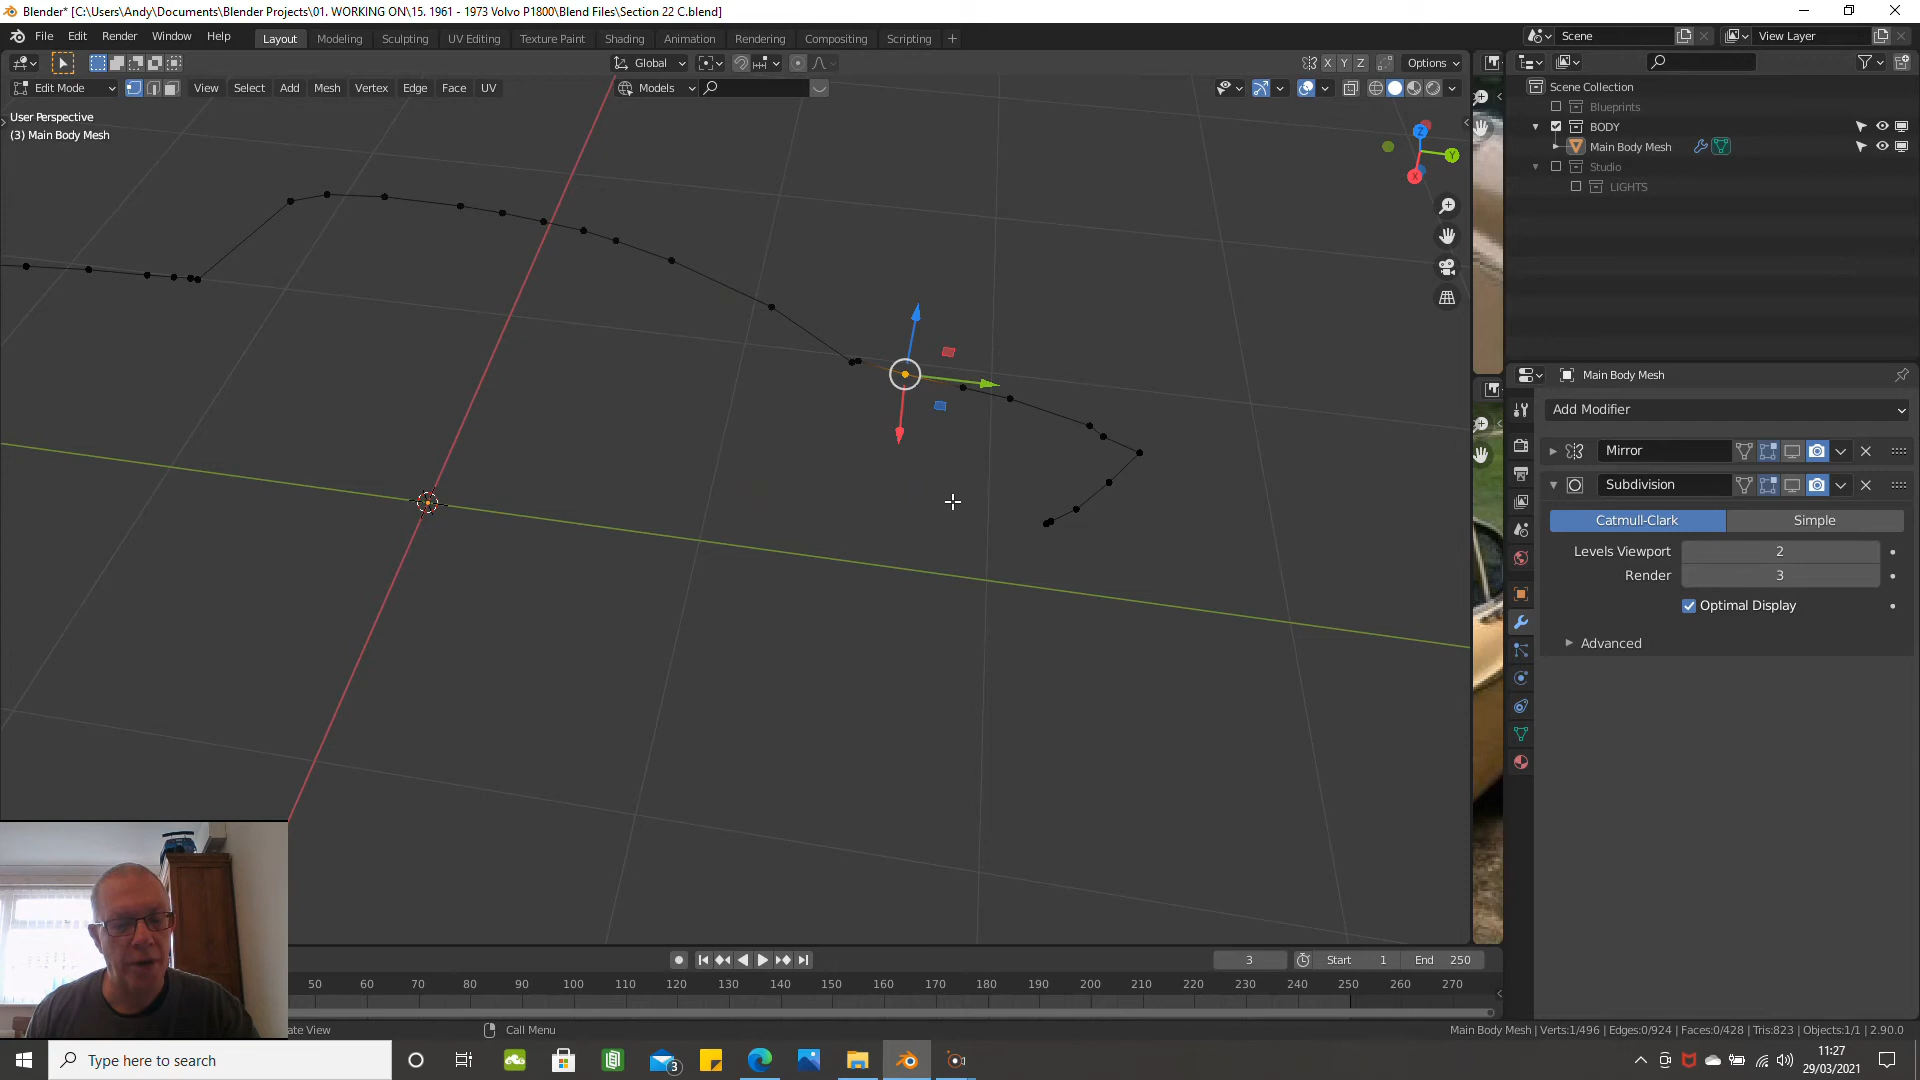 Blender* [C:\Users\Andy\Documents\Blender Projects\01. WORKING ON\15. 1961 - 1973 Volvo P1800\Blend Files\Section 22 C.blend]
File Edit Render Window Help
Layout Modeling Sculpting UV Editing Texture Paint Shading Animation Rendering Compositing Scripting +
Scene
View Layer
Global
X Y Z
Options
Edit Mode
View Select Add Mesh Vertex Edge Face UV
Models
User Perspective
(3) Main Body Mesh
Z
Y
X
Scene Collection
Blueprints
BODY
Main Body Mesh
Studio
LIGHTS
Main Body Mesh
Add Modifier
Mirror
Subdivision
Catmull-Clark Simple
Levels Viewport 2
Render 3
Optimal Display
Advanced
3
Start 1
End 250
50 60 70 80 90 100 110 120 130 140 150 160 170 180 190 200 210 220 230 240 250 260 270
ate View
Call Menu
Main Body Mesh | Verts:1/496 | Edges:0/924 | Faces:0/428 | Tris:823 | Objects:1/1 | 2.90.0
Type here to search
3
11:27
29/03/2021